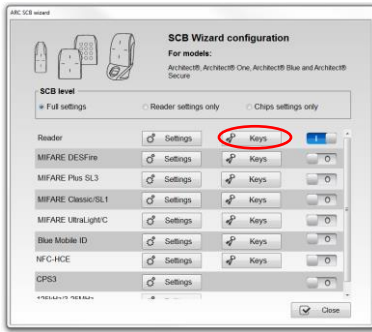 ARC SCB wizard
SCB Wizard configuration
For models:
Architect®, Architect® One, Architect® Blue and Architect®
Secure
SCB level
Full settings Reader settings only Chips settings only
Reader Settings Keys I
MIFARE DESFire Settings Keys O
MIFARE Plus SL3 Settings Keys O
MIFARE Classic/SL1 Settings Keys O
MIFARE UltraLight/C Settings Keys O
Blue Mobile ID Settings Keys O
NFC-HCE Settings Keys O
CPS3 Settings O
125kHz/3.25MHz
Close